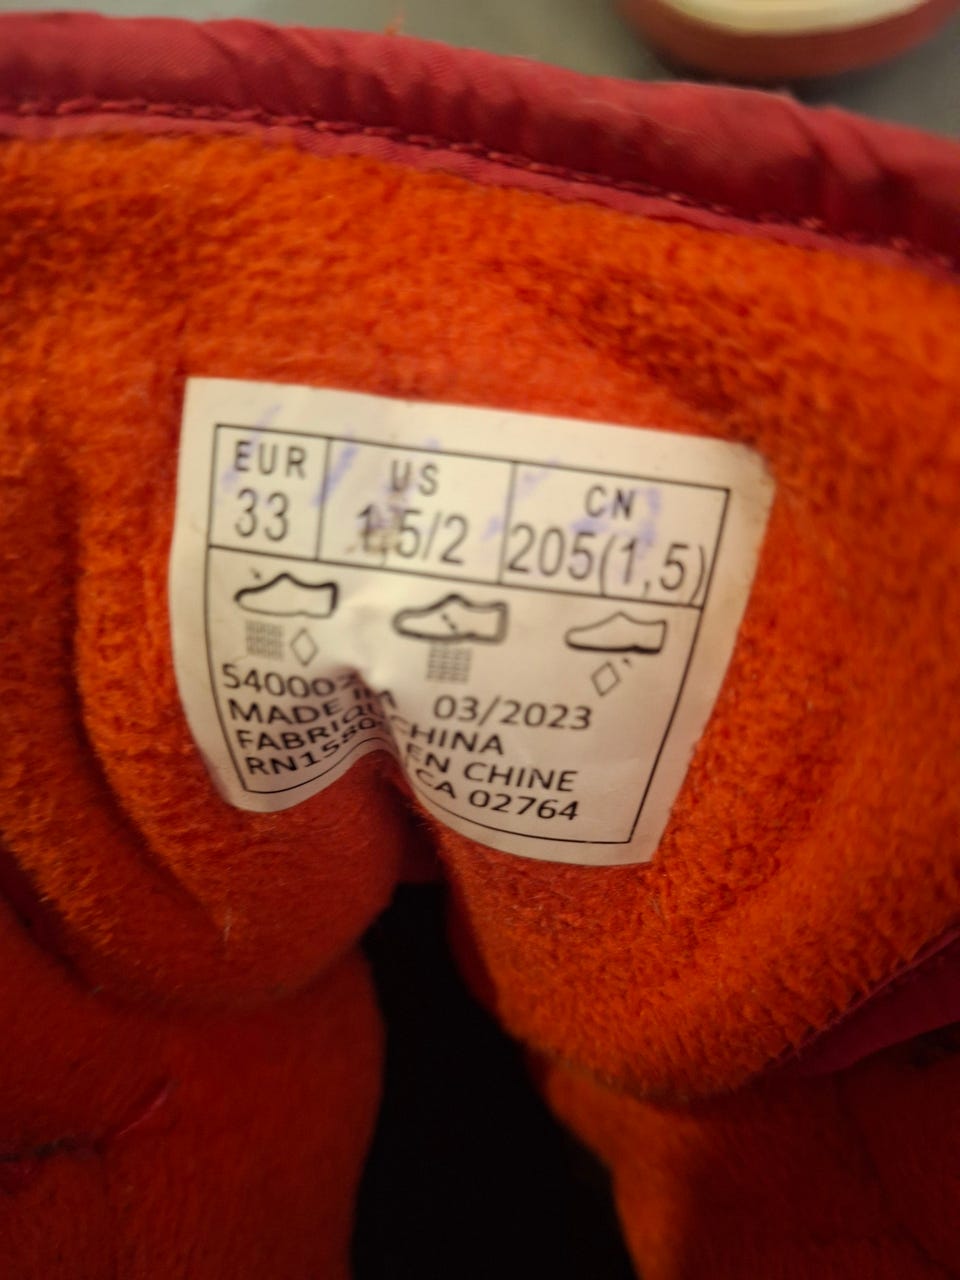 EUR US CN
33 1,5/2 205(1,5)
03/2023
MADE IN CHINA
EN CHINE
CA 02764